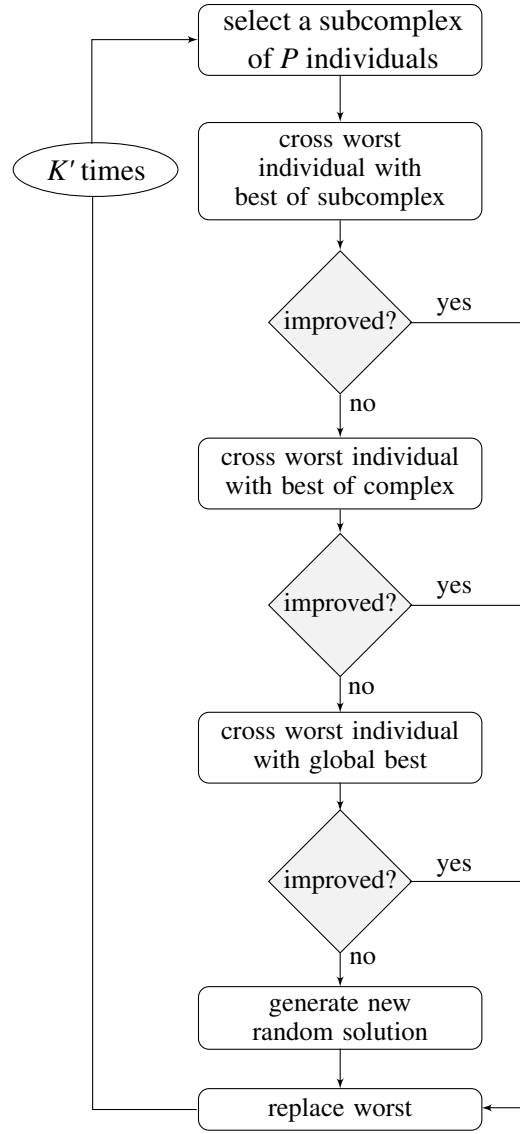 select a subcomplex
of P individuals
K' times
cross worst
individual with
best of subcomplex
improved?
yes
no
cross worst individual
with best of complex
improved?
yes
no
cross worst individual
with global best
improved?
yes
no
generate new
random solution
replace worst